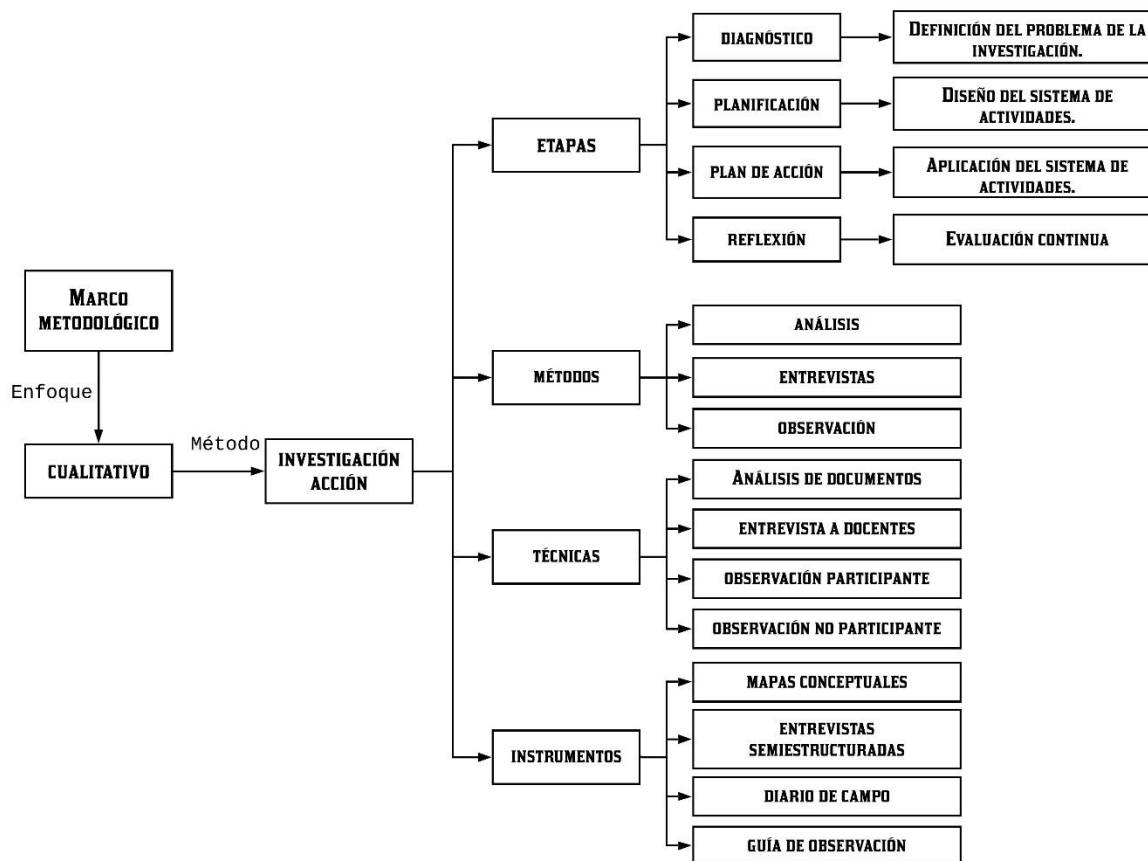 MARCO
METODOLÓGICO
Enfoque
CUALITATIVO
Método
INVESTIGACIÓN
ACCIÓN
ETAPAS
DIAGNÓSTICO
DEFINICIÓN DEL PROBLEMA DE LA
INVESTIGACIÓN.
PLANIFICACIÓN
DISEÑO DEL SISTEMA DE
ACTIVIDADES.
PLAN DE ACCIÓN
APLICACIÓN DEL SISTEMA DE
ACTIVIDADES.
REFLEXIÓN
EVALUACIÓN CONTINUA
MÉTODOS
ANÁLISIS
ENTREVISTAS
OBSERVACIÓN
TÉCNICAS
ANÁLISIS DE DOCUMENTOS
ENTREVISTA A DOCENTES
OBSERVACIÓN PARTICIPANTE
OBSERVACIÓN NO PARTICIPANTE
INSTRUMENTOS
MAPAS CONCEPTUALES
ENTREVISTAS
SEMIESTRUCTURADAS
DIARIO DE CAMPO
GUÍA DE OBSERVACIÓN